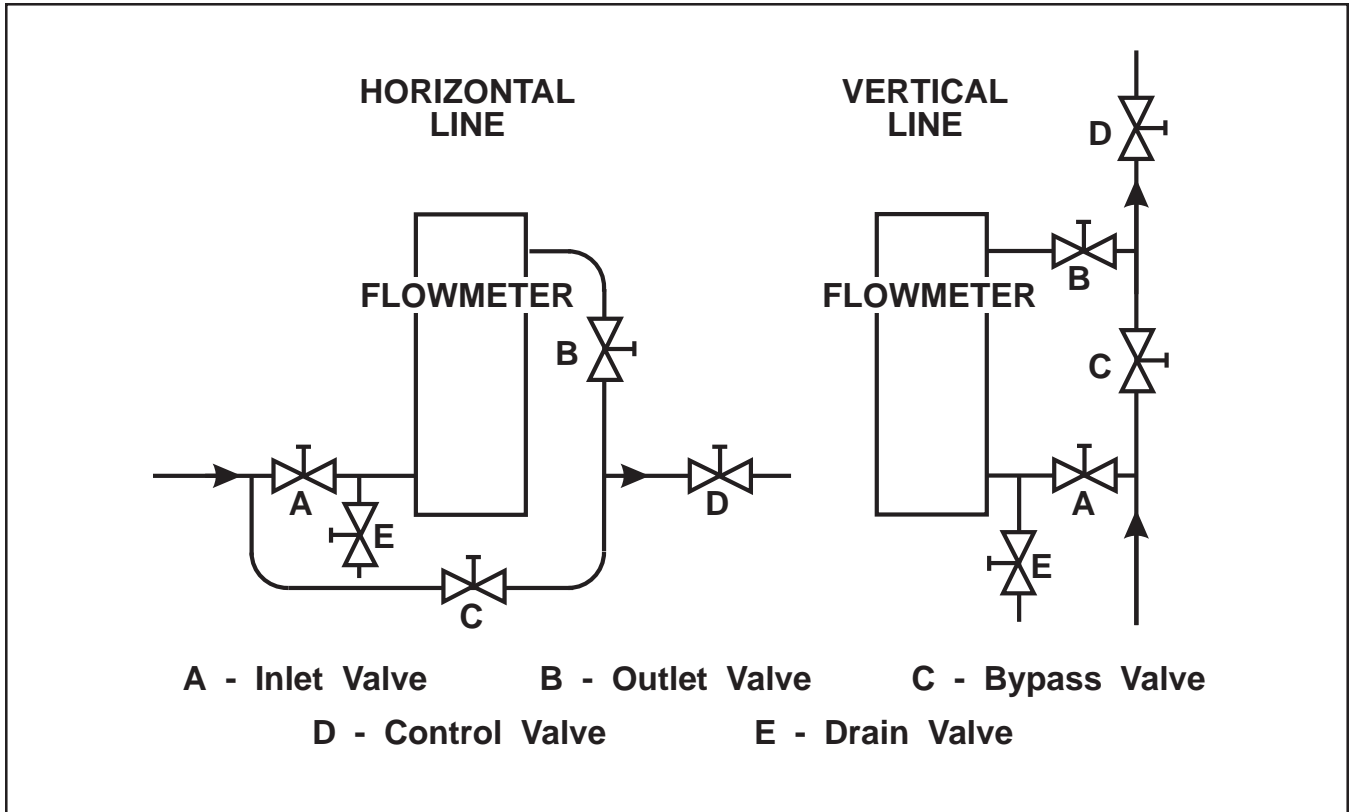 HORIZONTAL
LINE
FLOWMETER
B
A
E
D
C
VERTICAL
LINE
D
B
FLOWMETER
C
A
E
A - Inlet Valve B - Outlet Valve C - Bypass Valve
D - Control Valve E - Drain Valve